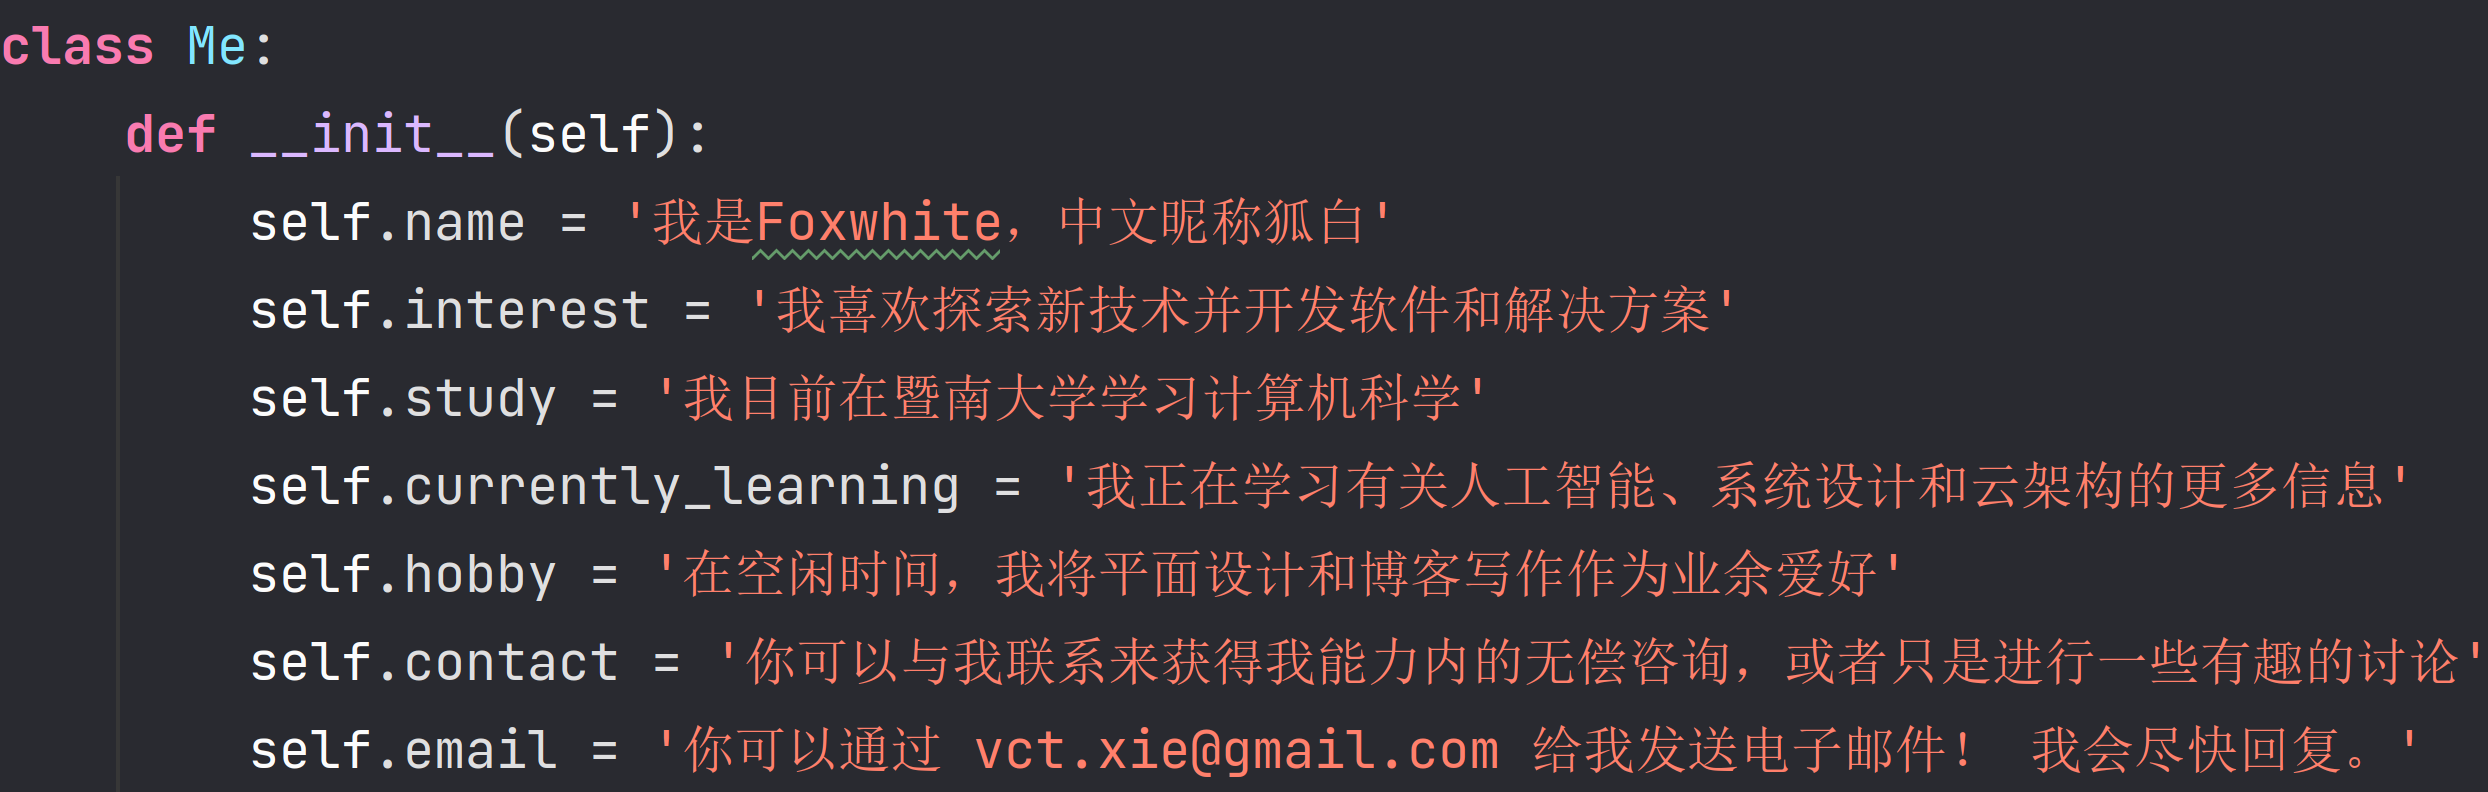 class Me:
    def __init__(self):
        self.name = '我是Foxwhite，中文昵称狐白'
        self.interest = '我喜欢探索新技术并开发软件和解决方案'
        self.study = '我目前在暨南大学学习计算机科学'
        self.currently_learning = '我正在学习有关人工智能、系统设计和云架构的更多信息'
        self.hobby = '在空闲时间，我将平面设计和博客写作作为业余爱好'
        self.contact = '你可以与我联系来获得我能力内的无偿咨询，或者只是进行一些有趣的讨论'
        self.email = '你可以通过 vct.xie@gmail.com 给我发送电子邮件！ 我会尽快回复。'